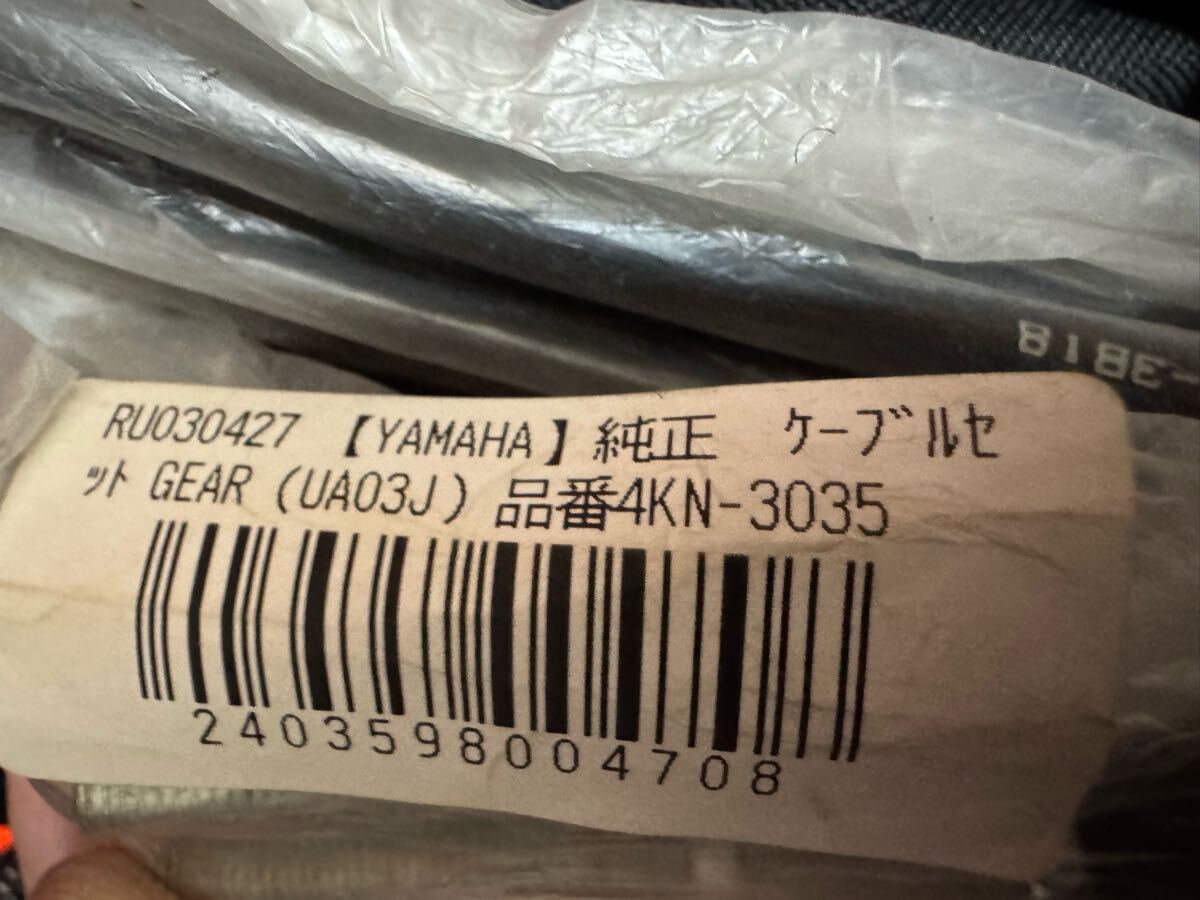 -3818
RU030427 【YAMAHA】純正 ｹｰﾌﾞﾙｾ
ｯﾄ GEAR (UA03J) 品番4KN-3035
2403598004708